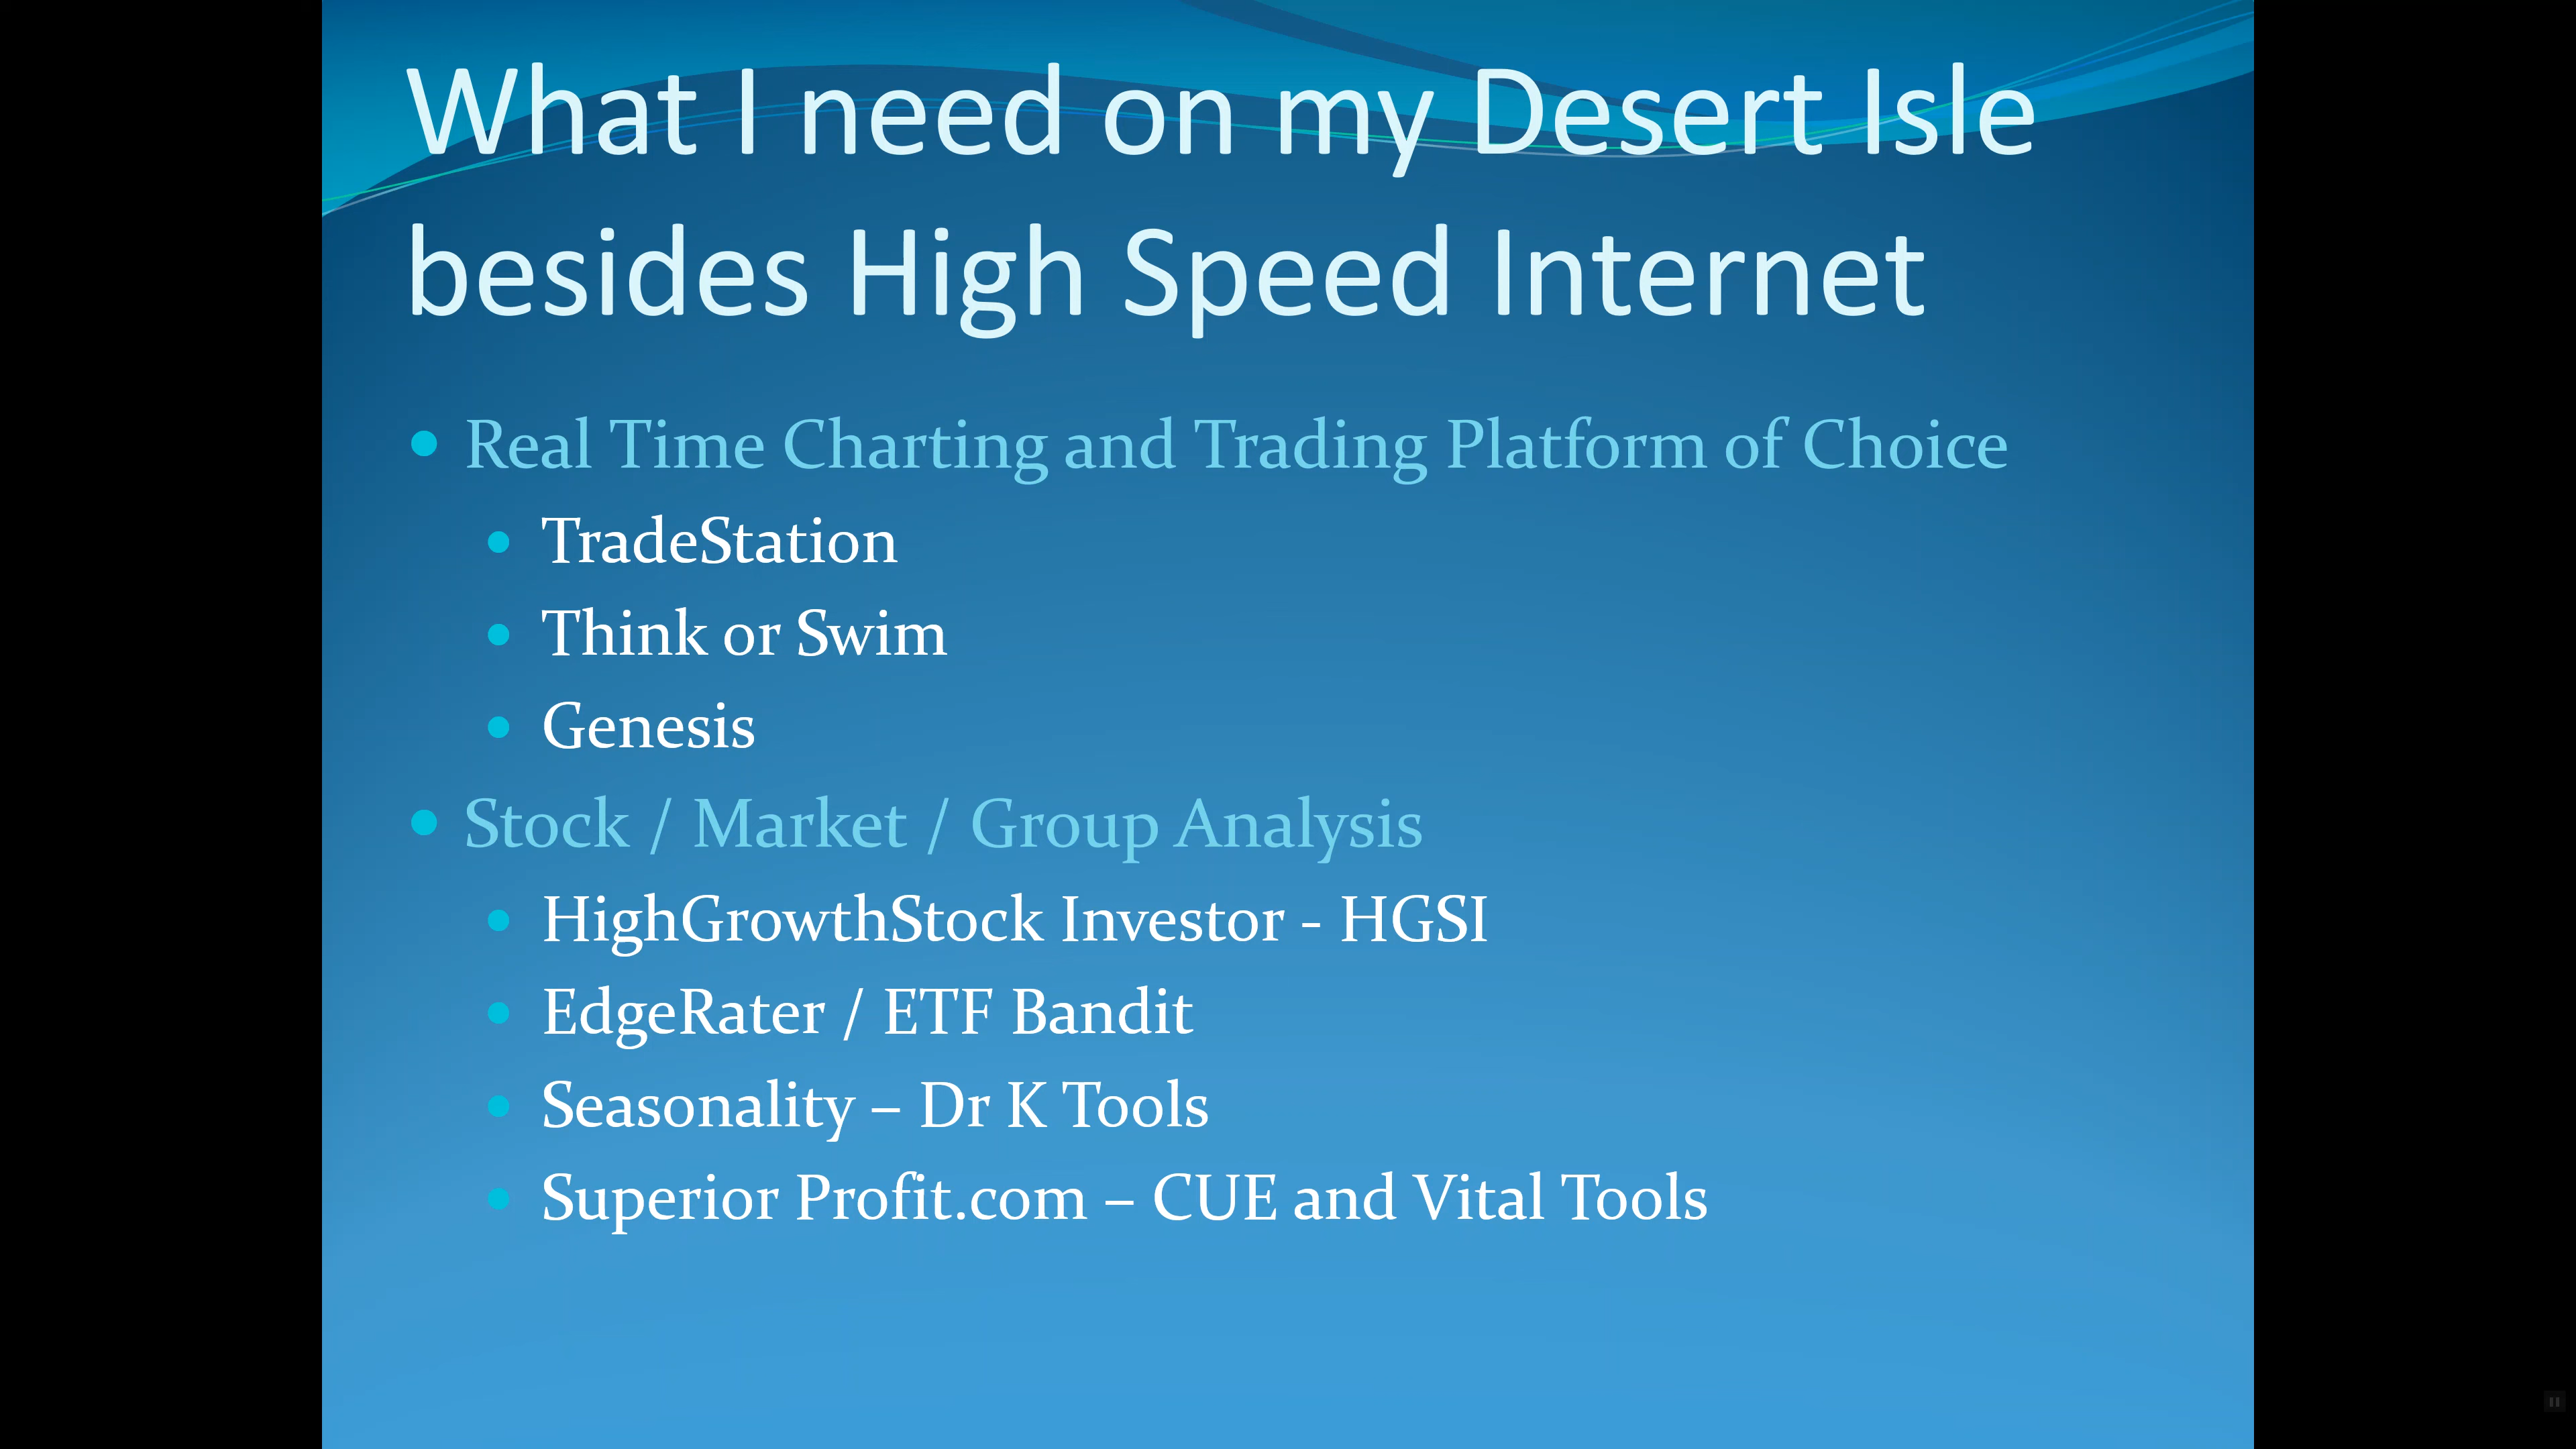 What I need on my Desert Isle
besides High Speed Internet
Real Time Charting and Trading Platform of Choice
TradeStation
Think or Swim
Genesis
Stock / Market / Group Analysis
HighGrowthStock Investor - HGSI
EdgeRater / ETF Bandit
Seasonality – Dr K Tools
Superior Profit.com – CUE and Vital Tools